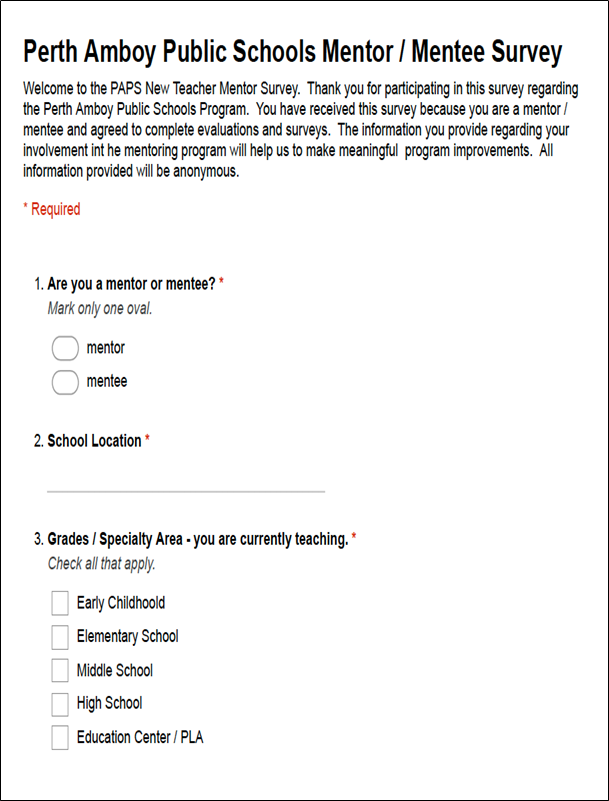 Perth Amboy Public Schools Mentor / Mentee Survey
Welcome to the PAPS New Teacher Mentor Survey.  Thank you for participating in this survey regarding
the Perth Amboy Public Schools Program.  You have received this survey because you are a mentor /
mentee and agreed to complete evaluations and surveys.  The information you provide regarding your
involvement int he mentoring program will help us to make meaningful  program improvements.  All
information provided will be anonymous.
* Required
1. Are you a mentor or mentee? *
Mark only one oval.
mentor
mentee
2. School Location *
3. Grades / Specialty Area - you are currently teaching. *
Check all that apply.
Early Childhoold
Elementary School
Middle School
High School
Education Center / PLA